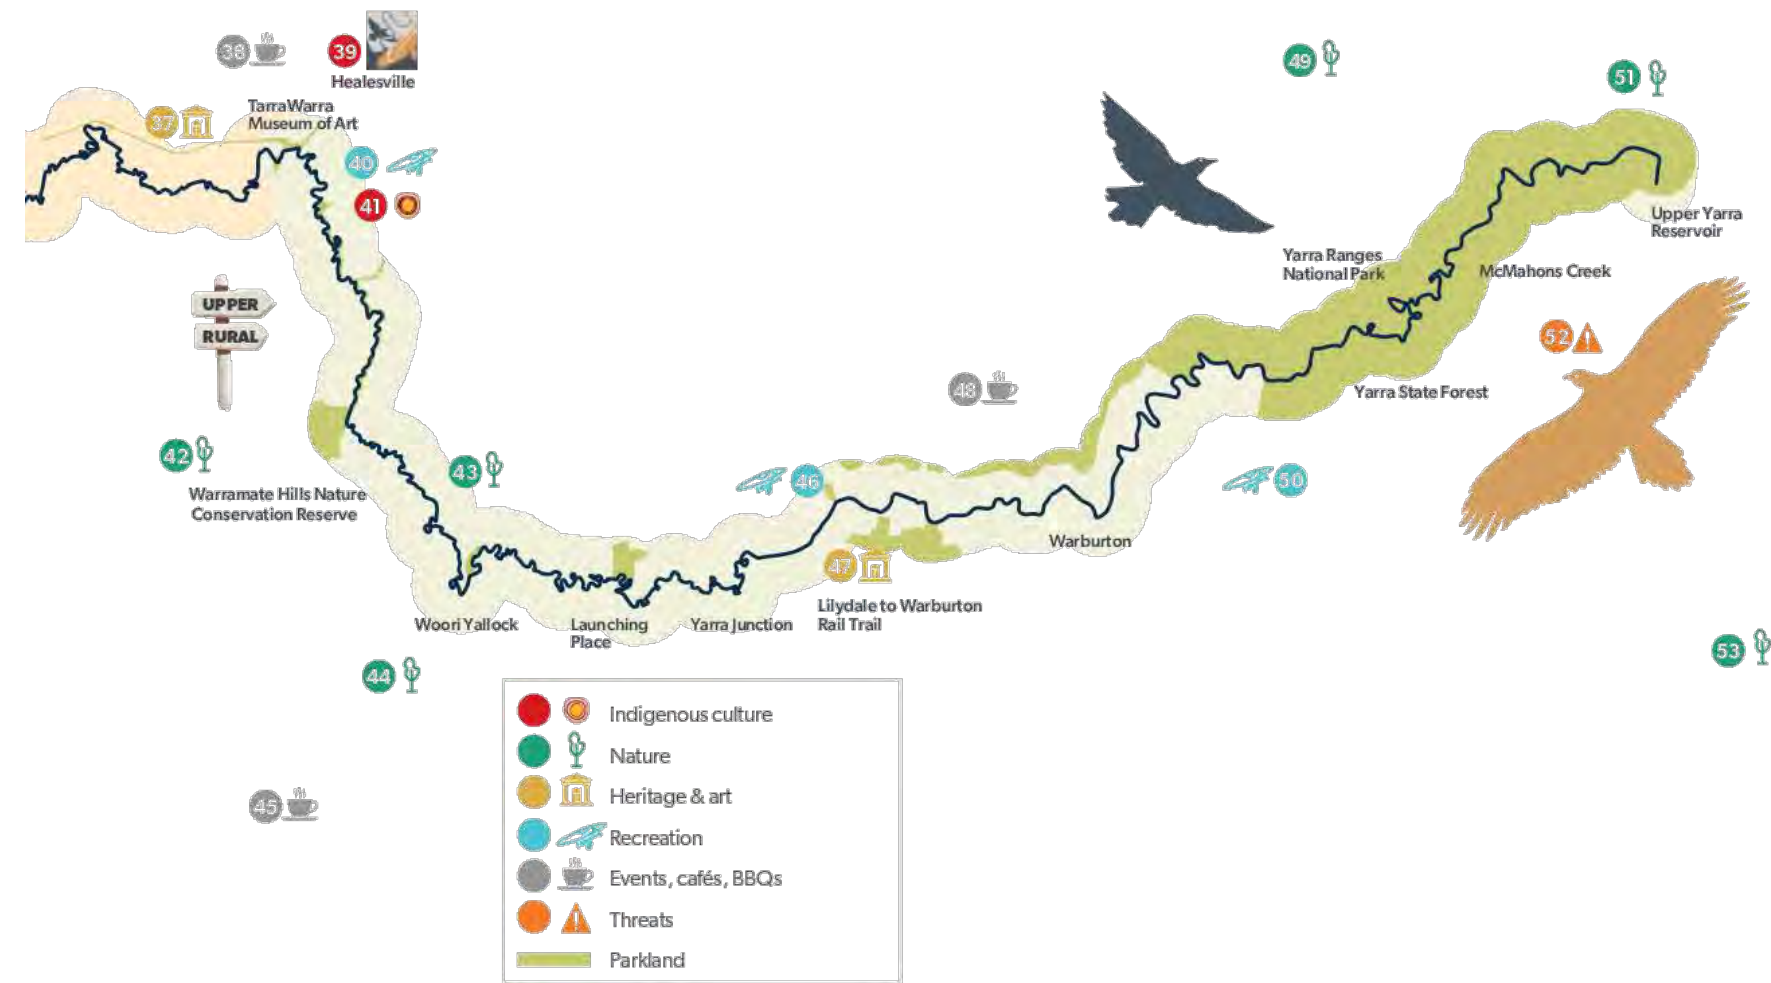 38
39
Healesville
TarraWarra
Museum of Art
37
40
41
UPPER
RURAL
42
Warramate Hills Nature
Conservation Reserve
43
Woori Yallock
44
45
Launching
Place
Yarra Junction
46
47
Lilydale to Warburton
Rail Trail
48
Warburton
49
50
51
Upper Yarra
Reservoir
Yarra Ranges
National Park
McMahons Creek
52
Yarra State Forest
53
Indigenous culture
Nature
Heritage & art
Recreation
Events, cafés, BBQs
Threats
Parkland